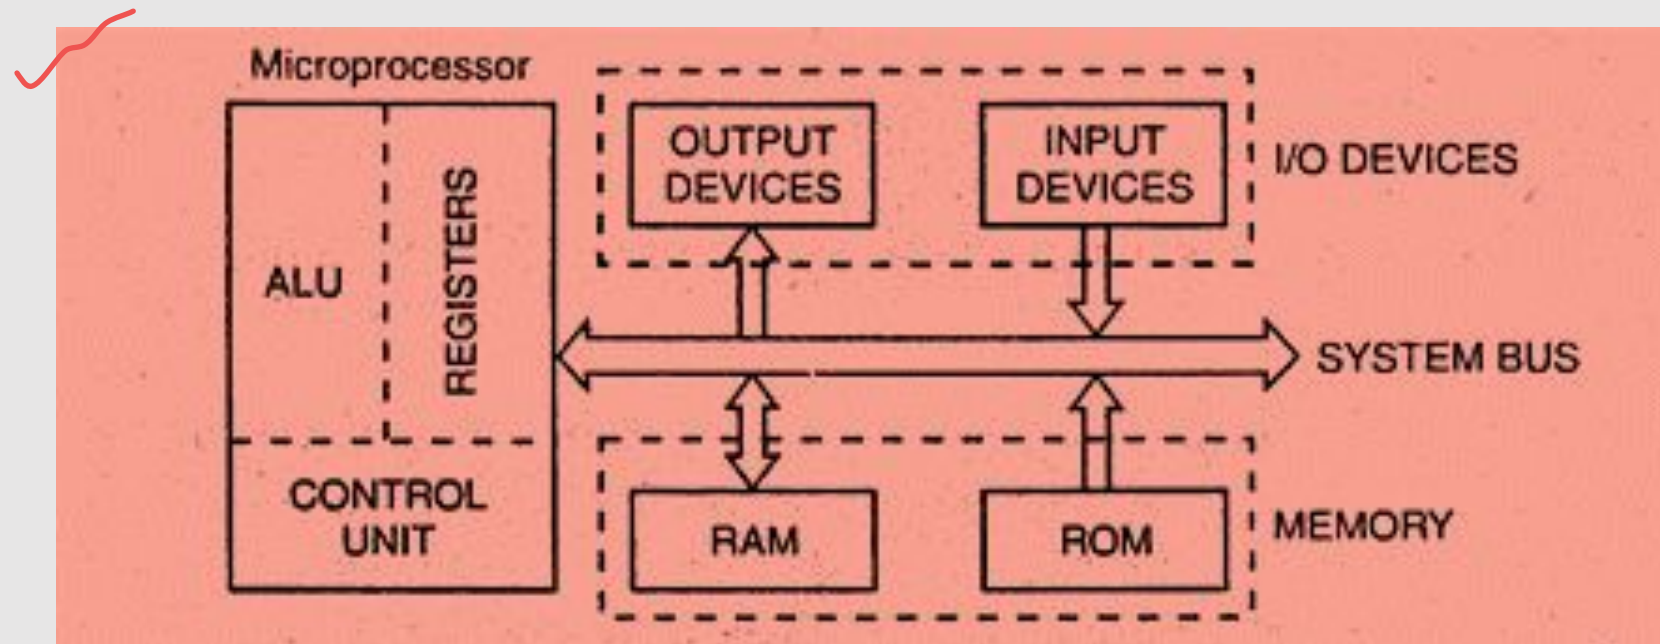 Microprocessor
OUTPUT
DEVICES
INPUT
DEVICES
I/O DEVICES
ALU
REGISTERS
SYSTEM BUS
CONTROL
UNIT
RAM
ROM
MEMORY